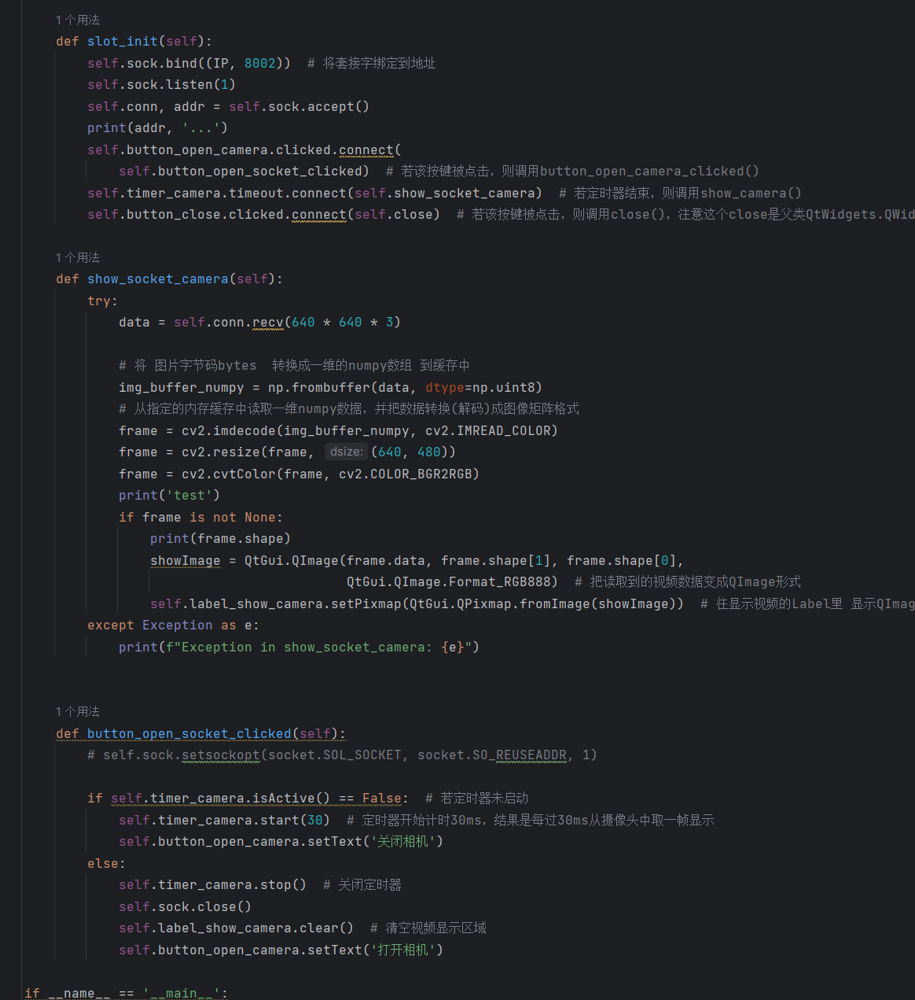 1 个用法
def slot_init(self):
    self.sock.bind((IP, 8002))  # 将套接字绑定到地址
    self.sock.listen(1)
    self.conn, addr = self.sock.accept()
    print(addr, '...')
    self.button_open_camera.clicked.connect(
        self.button_open_socket_clicked)  # 若该按键被点击，则调用button_open_camera_clicked()
    self.timer_camera.timeout.connect(self.show_socket_camera)  # 若定时器结束，则调用show_camera()
    self.button_close.clicked.connect(self.close)  # 若该按键被点击，则调用close()，注意这个close是父类QtWidgets.QWid
1 个用法
def show_socket_camera(self):
    try:
        data = self.conn.recv(640 * 640 * 3)
        # 将 图片字节码bytes  转换成一维的numpy数组 到缓存中
        img_buffer_numpy = np.frombuffer(data, dtype=np.uint8)
        # 从指定的内存缓存中读取一维numpy数据，并把数据转换(解码)成图像矩阵格式
        frame = cv2.imdecode(img_buffer_numpy, cv2.IMREAD_COLOR)
        frame = cv2.resize(frame, dsize: (640, 480))
        frame = cv2.cvtColor(frame, cv2.COLOR_BGR2RGB)
        print('test')
        if frame is not None:
            print(frame.shape)
            showImage = QtGui.QImage(frame.data, frame.shape[1], frame.shape[0],
                                     QtGui.QImage.Format_RGB888)  # 把读取到的视频数据变成QImage形式
            self.label_show_camera.setPixmap(QtGui.QPixmap.fromImage(showImage))  # 往显示视频的Label里 显示QImag
    except Exception as e:
        print(f"Exception in show_socket_camera: {e}")
1 个用法
def button_open_socket_clicked(self):
    # self.sock.setsockopt(socket.SOL_SOCKET, socket.SO_REUSEADDR, 1)
    if self.timer_camera.isActive() == False:  # 若定时器未启动
        self.timer_camera.start(30)  # 定时器开始计时30ms，结果是每过30ms从摄像头中取一帧显示
        self.button_open_camera.setText('关闭相机')
    else:
        self.timer_camera.stop()  # 关闭定时器
        self.sock.close()
        self.label_show_camera.clear()  # 清空视频显示区域
        self.button_open_camera.setText('打开相机')
if __name__ == '__main__':